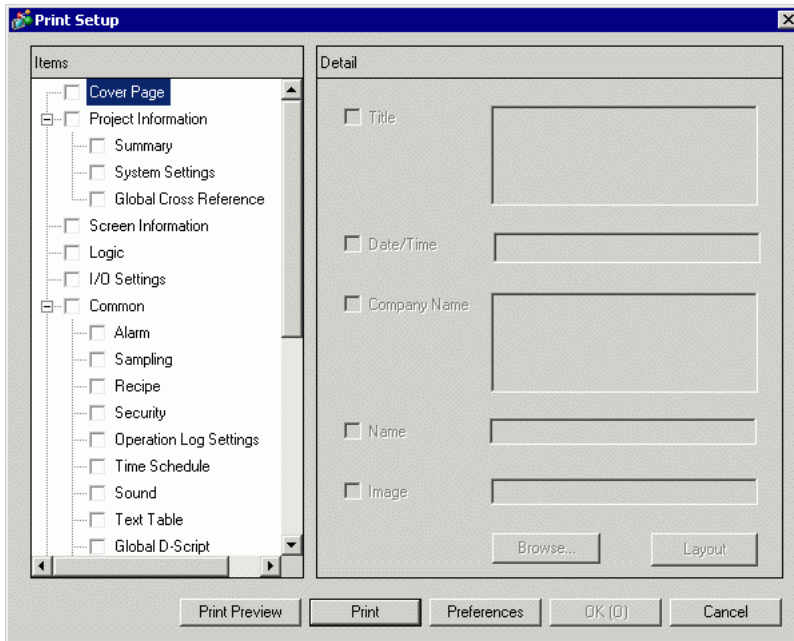 Print Setup
Items
Cover Page
Project Information
Summary
System Settings
Global Cross Reference
Screen Information
Logic
I/O Settings
Common
Alarm
Sampling
Recipe
Security
Operation Log Settings
Time Schedule
Sound
Text Table
Global D-Script
Detail
Title
Date/Time
Company Name
Name
Image
Browse...
Layout
Print Preview
Print
Preferences
OK (O)
Cancel